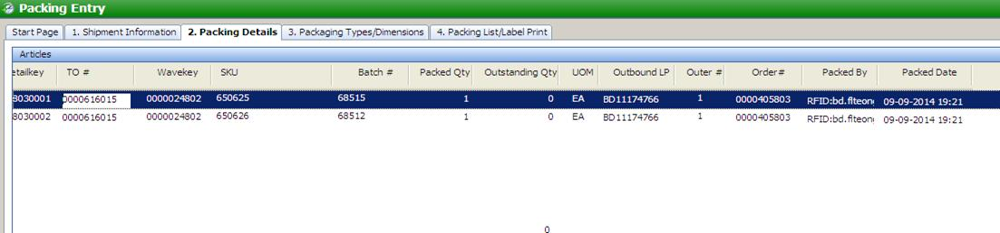 Packing Entry
Start Page 1. Shipment Information 2. Packing Details 3. Packaging Types/Dimensions 4. Packing List/Label Print
Articles
etailkey TO # Wavekey SKU Batch # Packed Qty Outstanding Qty UOM Outbound LP Outer # Order# Packed By Packed Date
8030001 0000616015 0000024802 650625 68515 1 0 EA BD11174766 1 0000405803 RFID:bd.flteong 09-09-2014 19:21
8030002 0000616015 0000024802 650626 68512 1 0 EA BD11174766 1 0000405803 RFID:bd.flteong 09-09-2014 19:21
0